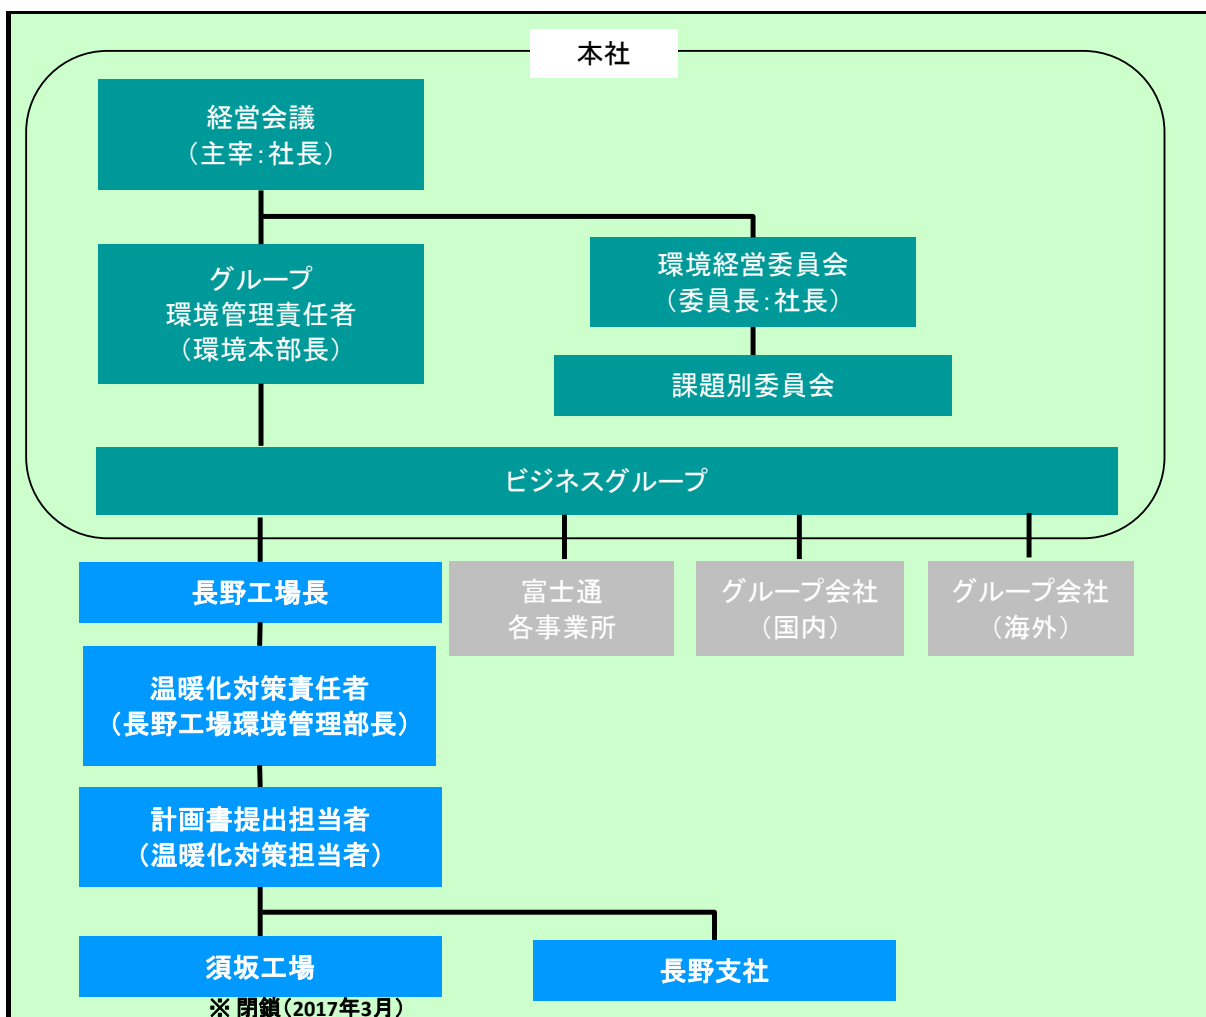 本社
経営会議
（主宰：社長）
グループ
環境管理責任者
（環境本部長）
環境経営委員会
（委員長：社長）
課題別委員会
ビジネスグループ
長野工場長
富士通
各事業所
グループ会社
（国内）
グループ会社
（海外）
温暖化対策責任者
（長野工場環境管理部長）
計画書提出担当者
（温暖化対策担当者）
須坂工場
長野支社
※ 閉鎖（2017年3月）